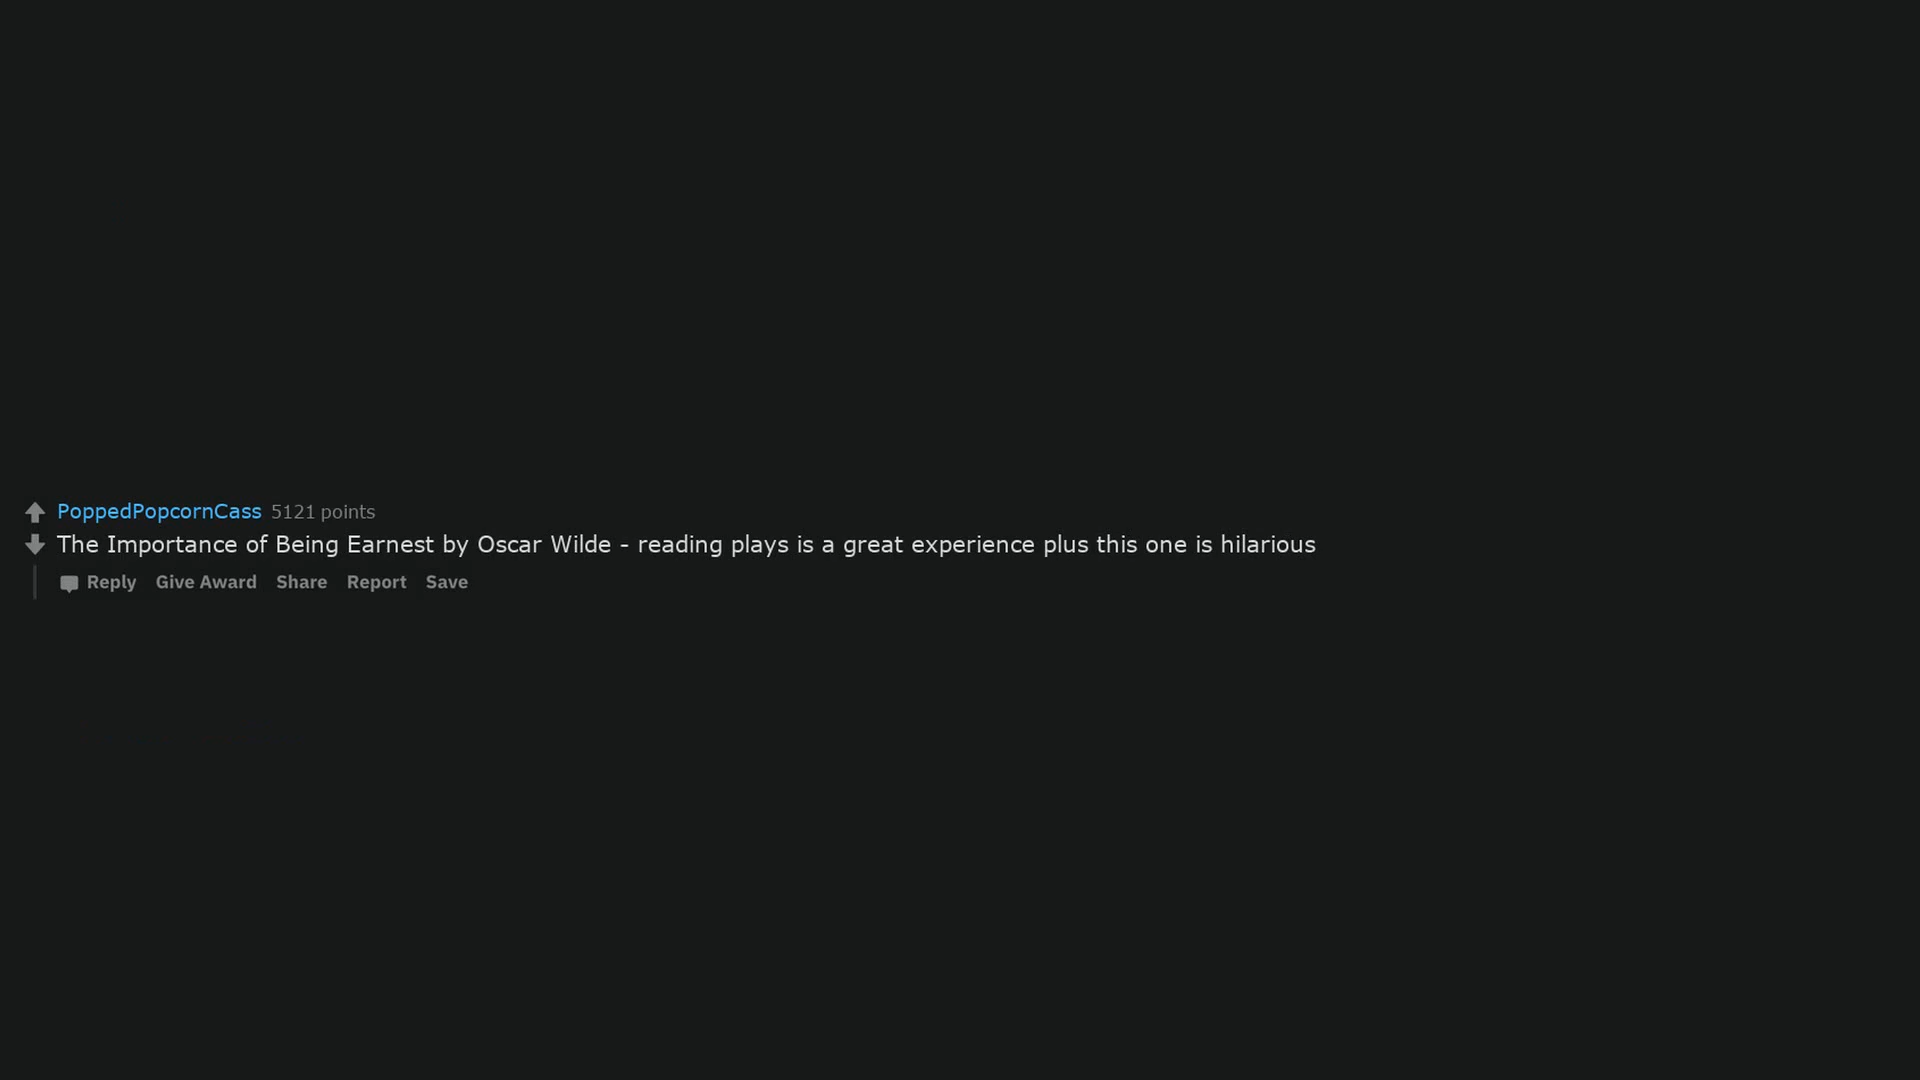 PoppedPopcornCass 5121 points
The Importance of Being Earnest by Oscar Wilde - reading plays is a great experience plus this one is hilarious
Reply Give Award Share Report Save